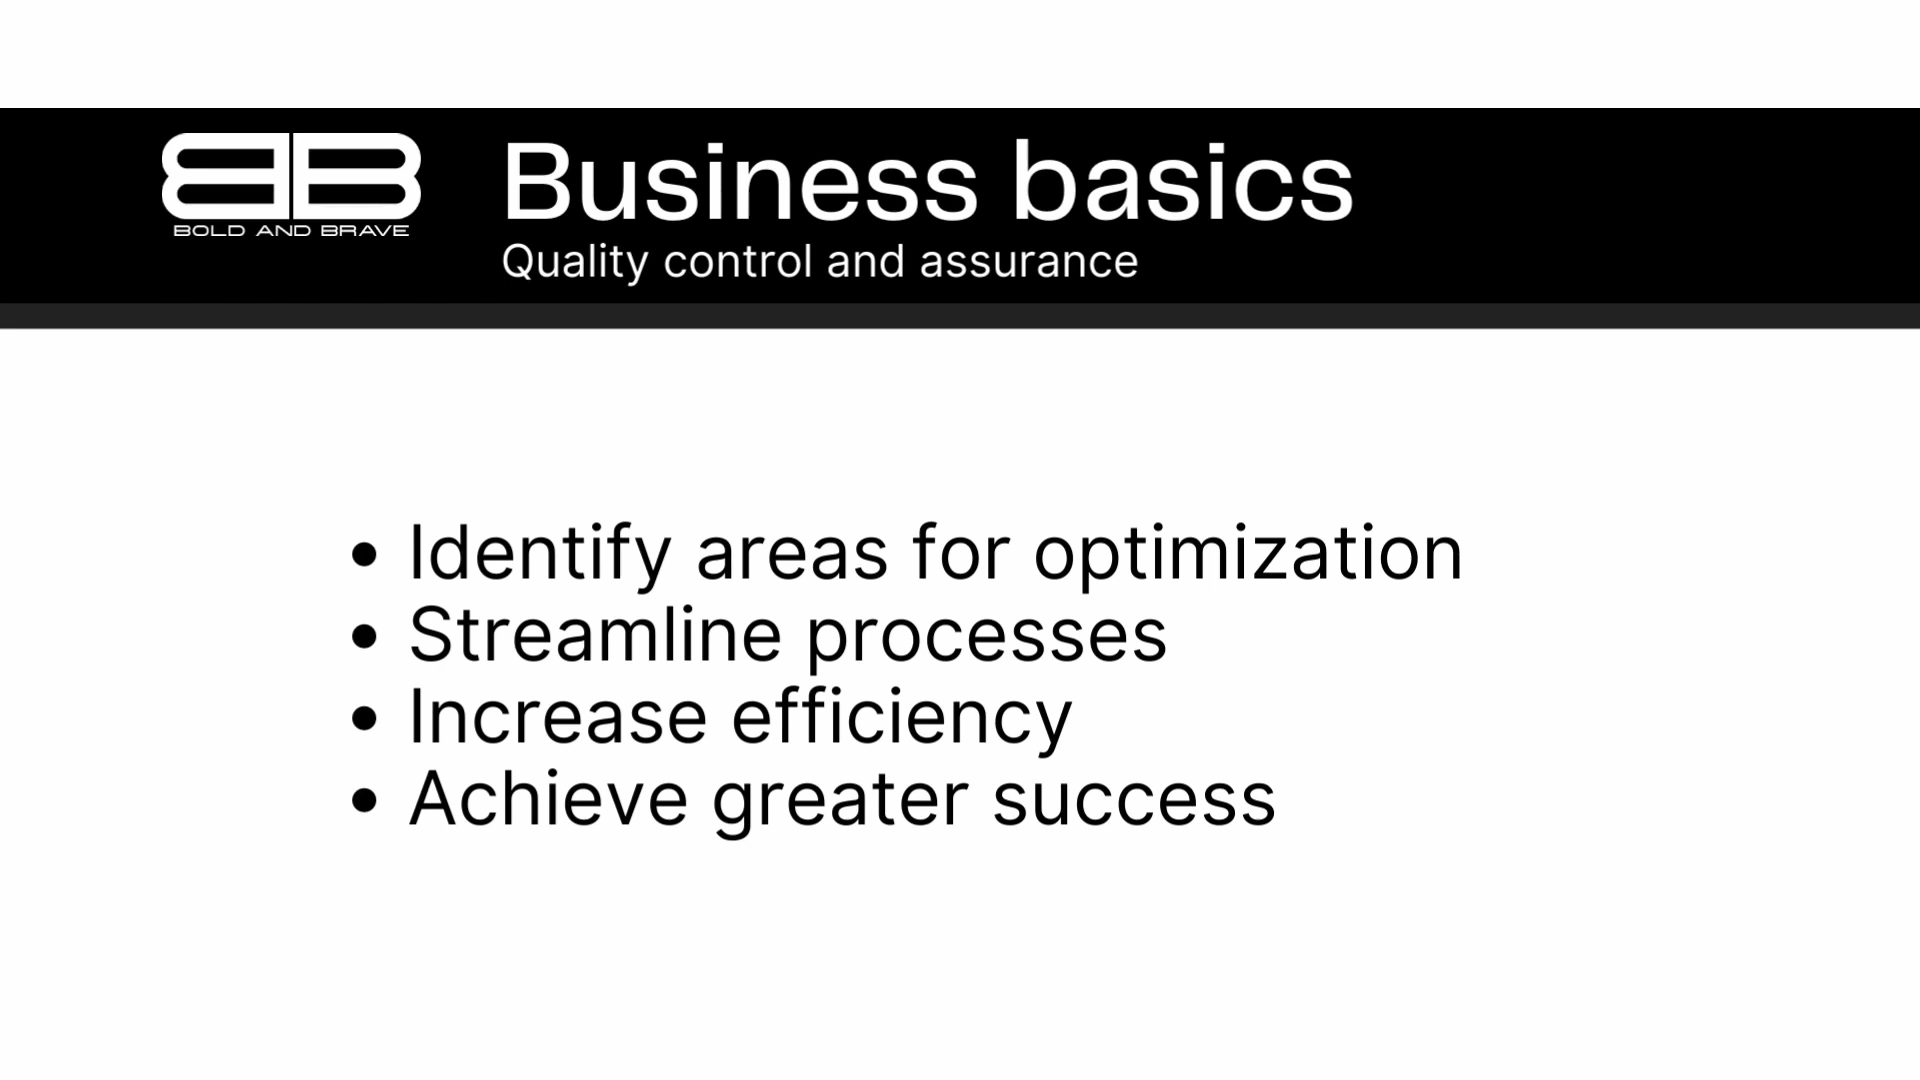 BOLD AND BRAVE
Business basics
Quality control and assurance
• Identify areas for optimization
• Streamline processes
• Increase efficiency
• Achieve greater success